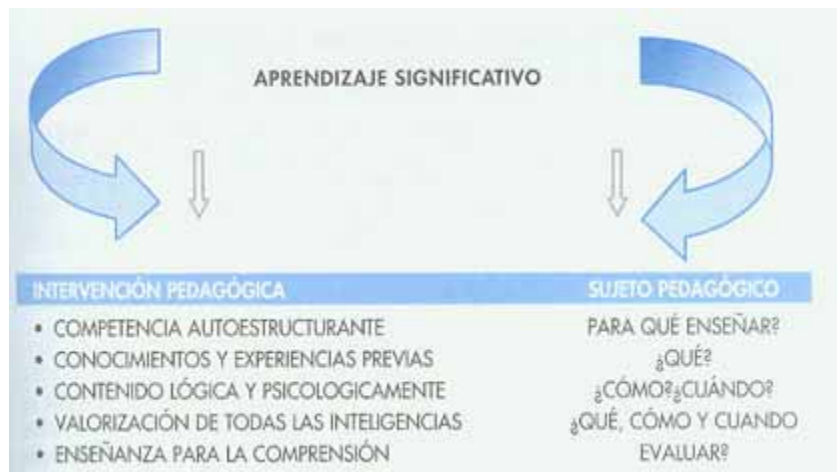 APRENDIZAJE SIGNIFICATIVO
INTERVENCIÓN PEDAGÓGICA
SUJETO PEDAGÓGICO
• COMPETENCIA AUTOESTRUCTURANTE
PARA QUÉ ENSEÑAR?
• CONOCIMIENTOS Y EXPERIENCIAS PREVIAS
¿QUÉ?
• CONTENIDO LÓGICA Y PSICOLOGICAMENTE
¿CÓMO?¿CUÁNDO?
• VALORIZACIÓN DE TODAS LAS INTELIGENCIAS
¿QUÉ, CÓMO Y CUANDO
• ENSEÑANZA PARA LA COMPRENSIÓN
EVALUAR?